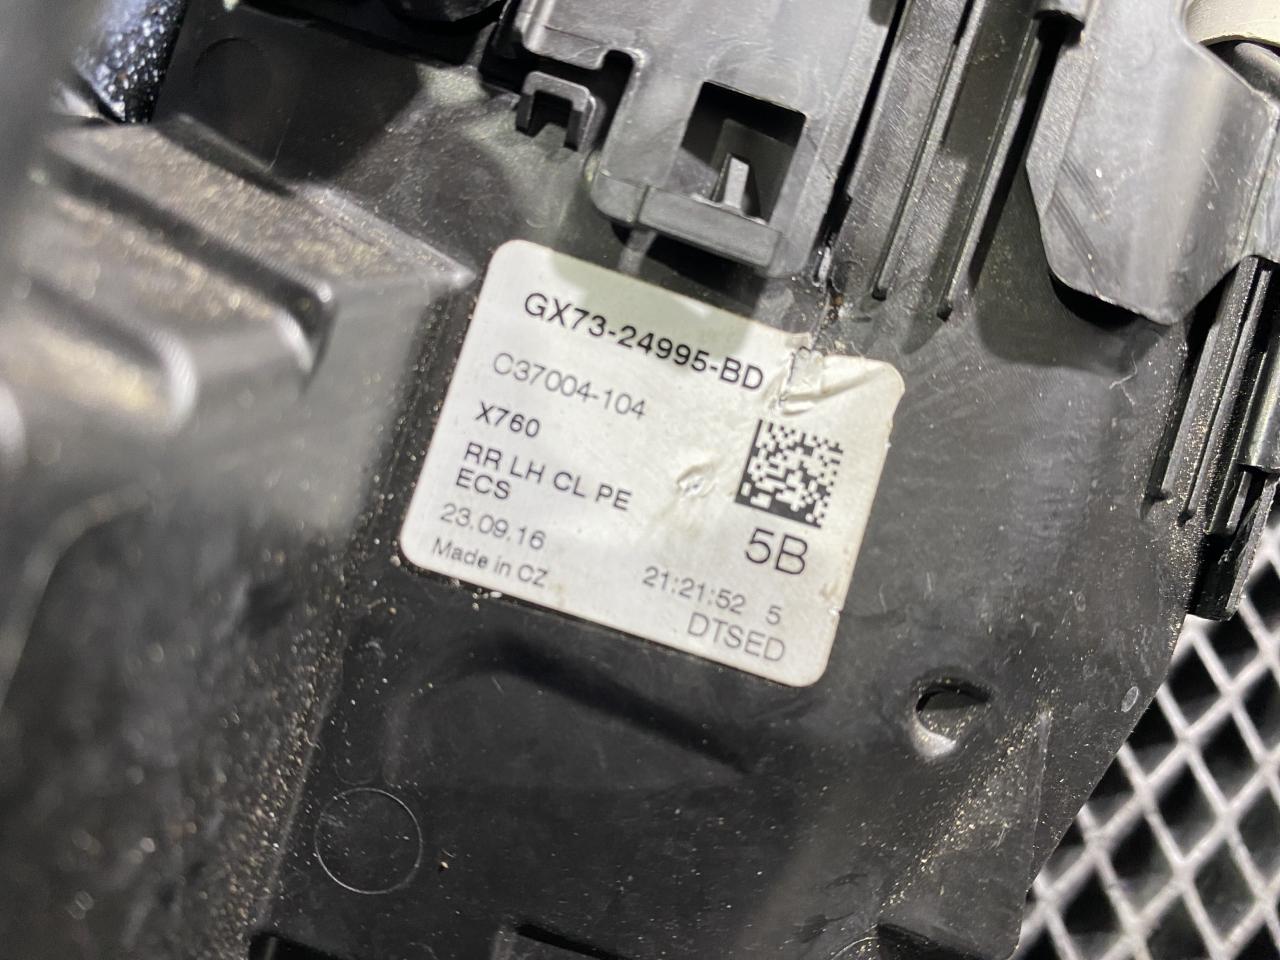 GX73-24995-BD
C37004-104
X760
RR LH CL PE
ECS
23.09.16
Made in CZ
5B
21:21:52 5
DTSED